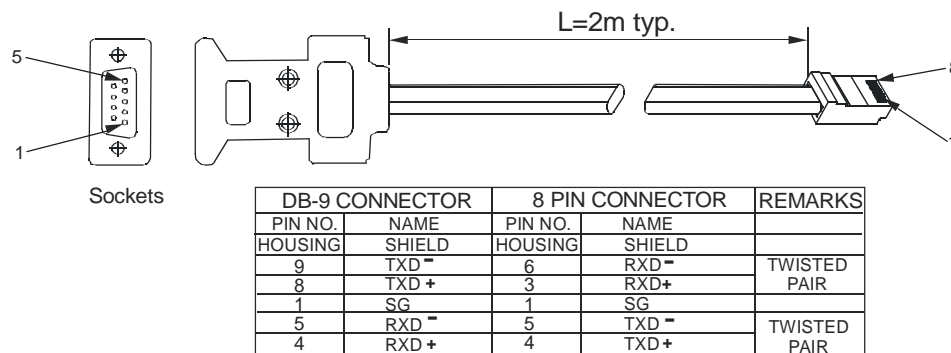 L=2m typ.
5
1
8
Sockets
DB-9 CONNECTOR 8 PIN CONNECTOR REMARKS
PIN NO. NAME PIN NO. NAME
HOUSING SHIELD HOUSING SHIELD
9 TXD - 6 RXD - TWISTED
8 TXD + 3 RXD+ PAIR
1 SG 1 SG
5 RXD - 5 TXD - TWISTED
4 RXD + 4 TXD + PAIR